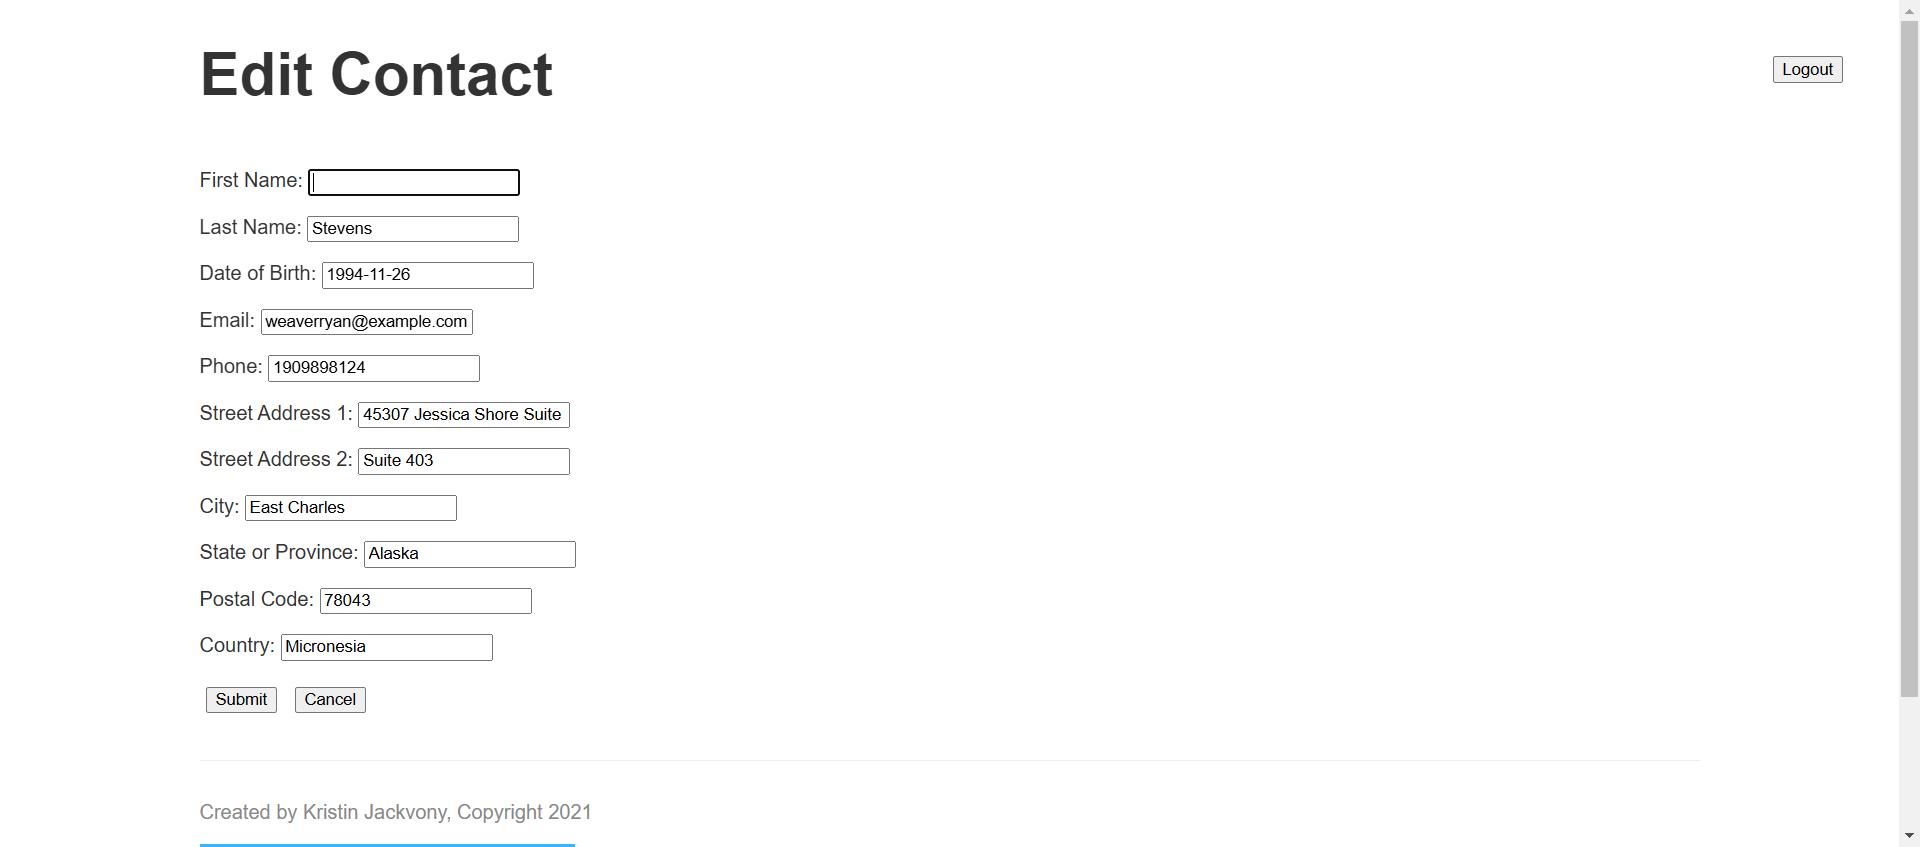 Edit Contact
Logout
First Name:
Last Name: Stevens
Date of Birth: 1994-11-26
Email: weaverryan@example.com
Phone: 1909898124
Street Address 1: 45307 Jessica Shore Suite
Street Address 2: Suite 403
City: East Charles
State or Province: Alaska
Postal Code: 78043
Country: Micronesia
Submit Cancel
Created by Kristin Jackvony, Copyright 2021